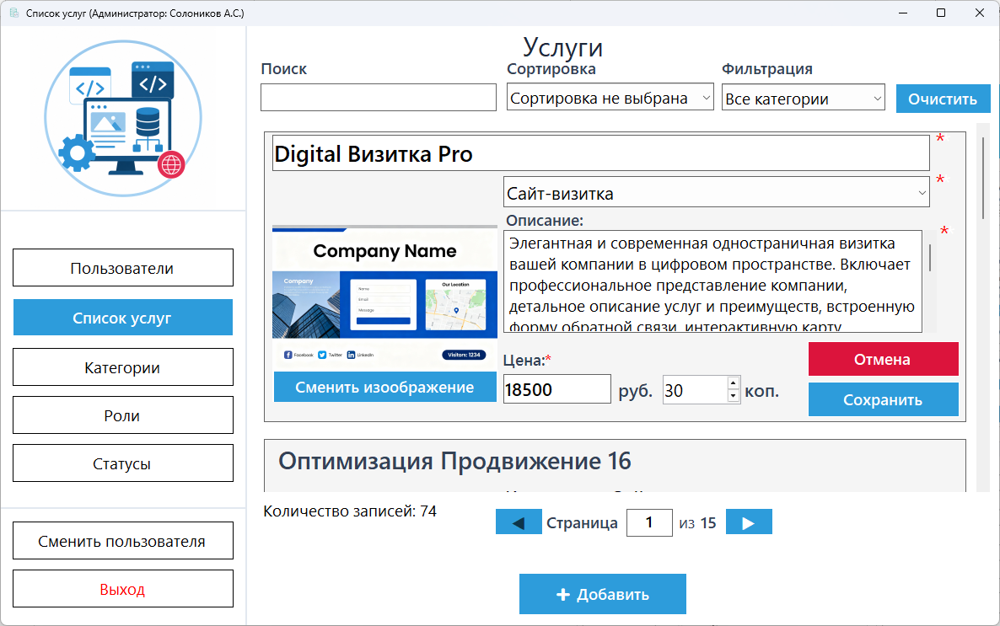 Список услуг (Администратор: Солоников А.С.)
Услуги
Поиск
Сортировка
Фильтрация
Сортировка не выбрана
Все категории
Очистить
Пользователи
Список услуг
Категории
Роли
Статусы
Сменить пользователя
Выход
Digital Визитка Pro
*
Сайт-визитка
*
Описание:
*
Элегантная и современная одностраничная визитка
вашей компании в цифровом пространстве. Включает
профессиональное представление компании,
детальное описание услуг и преимуществ, встроенную
форму обратной связи, интерактивную карту
</>
</>
Company Name
Company
Name
Email
Message
Our Location
Facebook
Twitter
LinkedIn
Visitors: 1234
Сменить изоображение
Цена:*
18500 руб. 30 коп.
Отмена
Сохранить
Оптимизация Продвижение 16
Количество записей: 74
Страница 1 из 15
Добавить